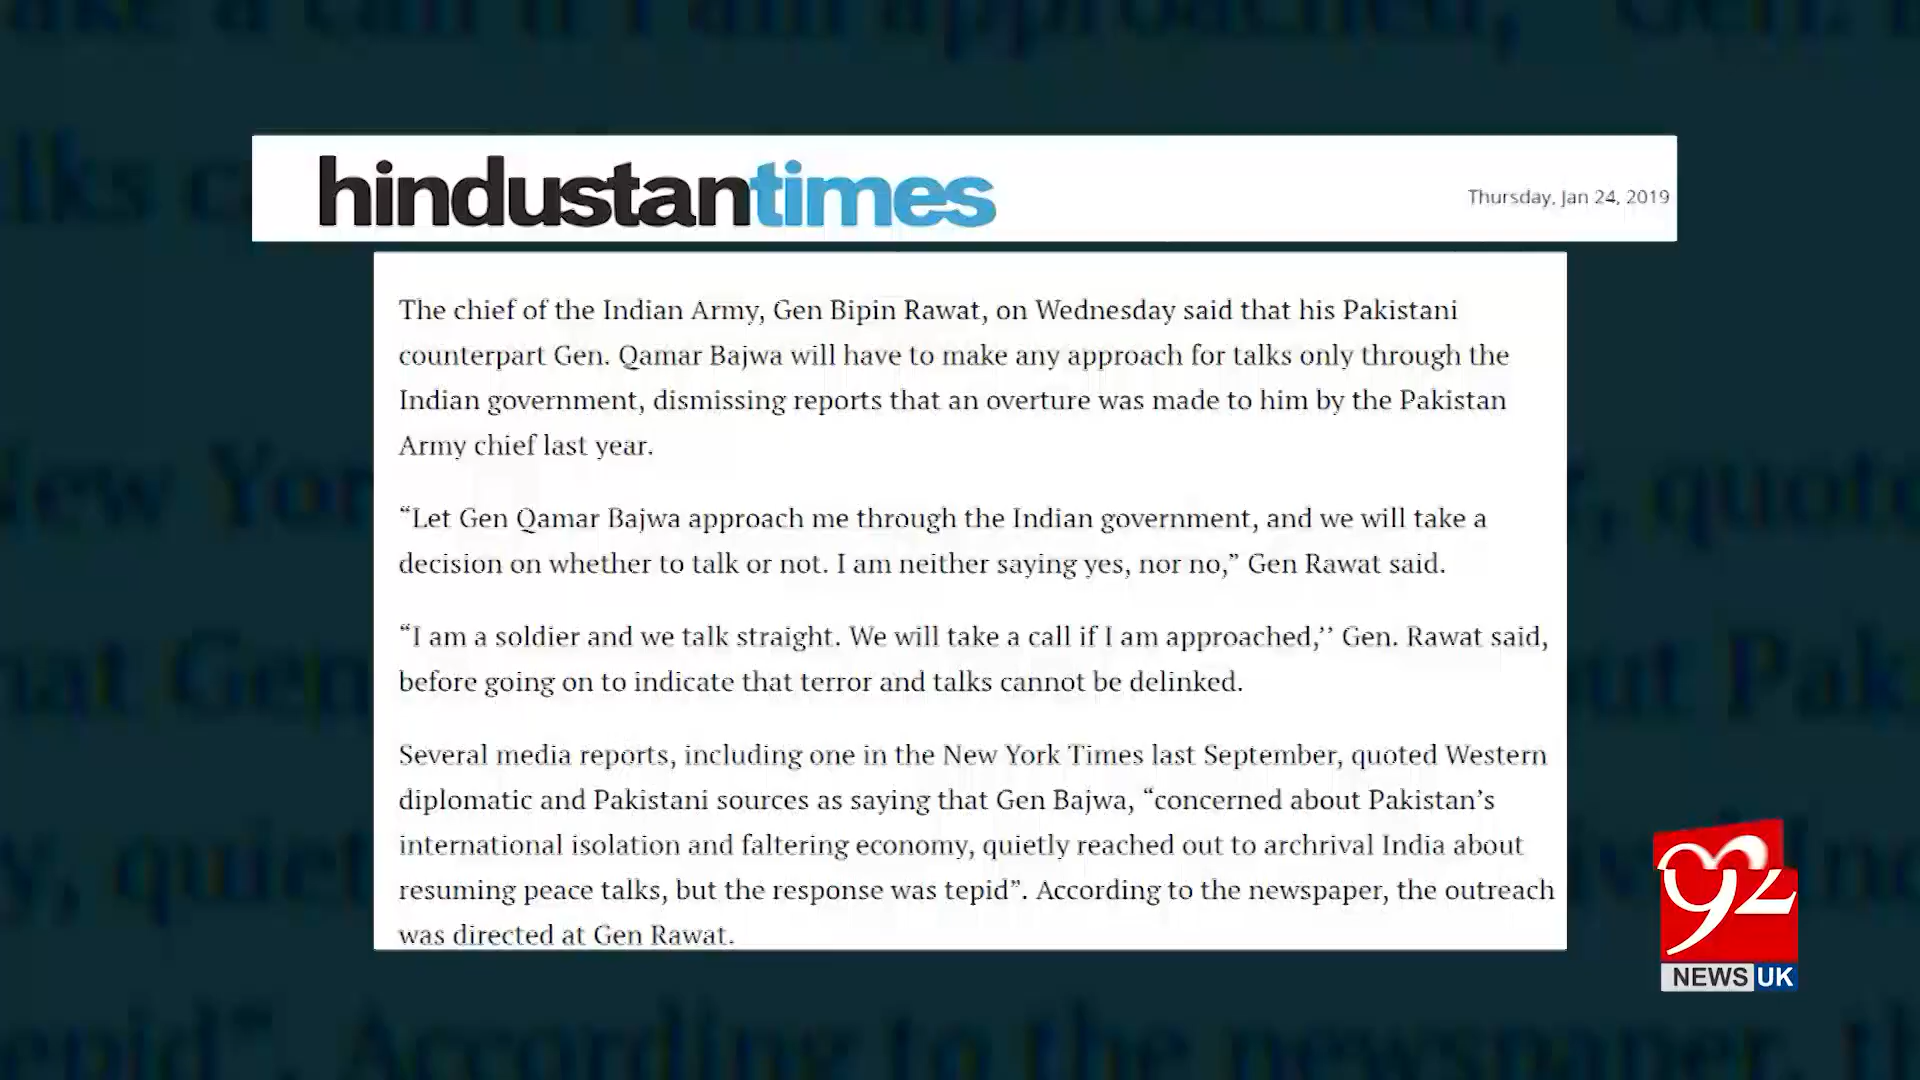 hindustantimes
Thursday, Jan 24, 2019
The chief of the Indian Army, Gen Bipin Rawat, on Wednesday said that his Pakistani
counterpart Gen. Qamar Bajwa will have to make any approach for talks only through the
Indian government, dismissing reports that an overture was made to him by the Pakistan
Army chief last year.
“Let Gen Qamar Bajwa approach me through the Indian government, and we will take a
decision on whether to talk or not. I am neither saying yes, nor no,” Gen Rawat said.
“I am a soldier and we talk straight. We will take a call if I am approached,’’ Gen. Rawat said,
before going on to indicate that terror and talks cannot be delinked.
Several media reports, including one in the New York Times last September, quoted Western
diplomatic and Pakistani sources as saying that Gen Bajwa, “concerned about Pakistan’s
international isolation and faltering economy, quietly reached out to archrival India about
resuming peace talks, but the response was tepid”. According to the newspaper, the outreach
was directed at Gen Rawat.
92
NEWS UK